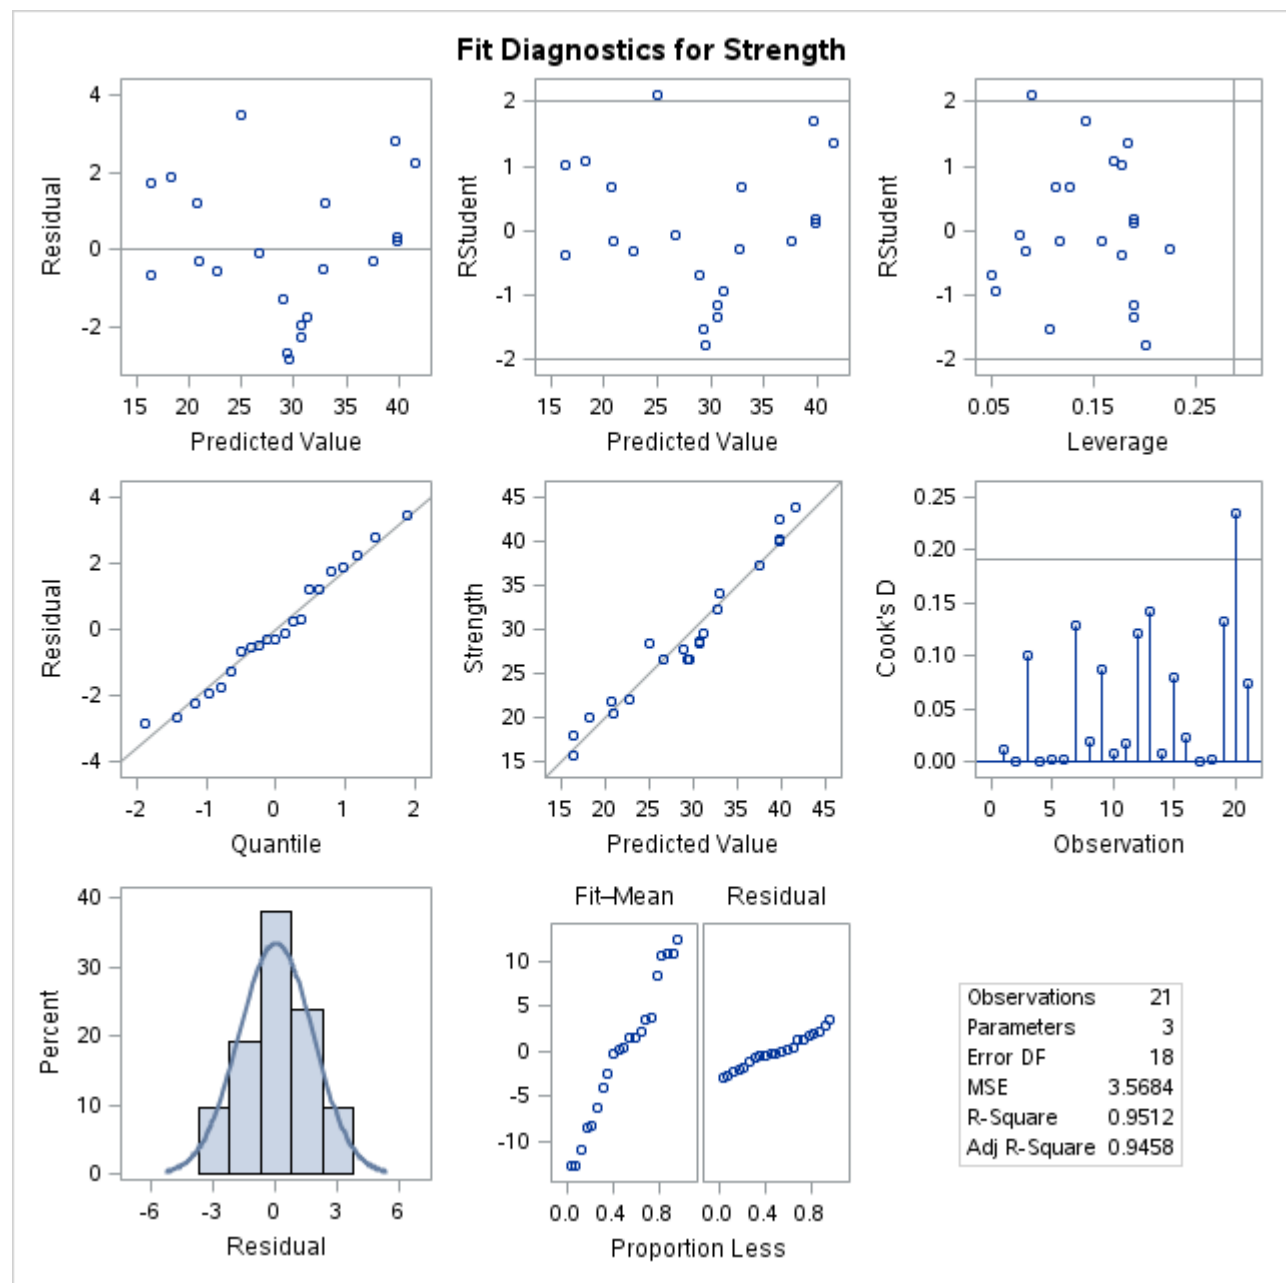 Fit Diagnostics for Strength
4
2
0
-2
Residual
15 20 25 30 35 40
Predicted Value
2
1
0
-1
-2
RStudent
15 20 25 30 35 40
Predicted Value
2
1
0
-1
-2
RStudent
0.05 0.15 0.25
Leverage
4
2
0
-2
-4
Residual
-2 -1 0 1 2
Quantile
45
40
35
30
25
20
15
Strength
15 20 25 30 35 40 45
Predicted Value
0.25
0.20
0.15
0.10
0.05
0.00
Cook's D
0 5 10 15 20
Observation
40
30
20
10
0
Percent
-6 -3 0 3 6
Residual
Fit–Mean Residual
10
5
0
-5
-10
0.0 0.4 0.8 0.0 0.4 0.8
Proportion Less
Observations 21
Parameters 3
Error DF 18
MSE 3.5684
R-Square 0.9512
Adj R-Square 0.9458